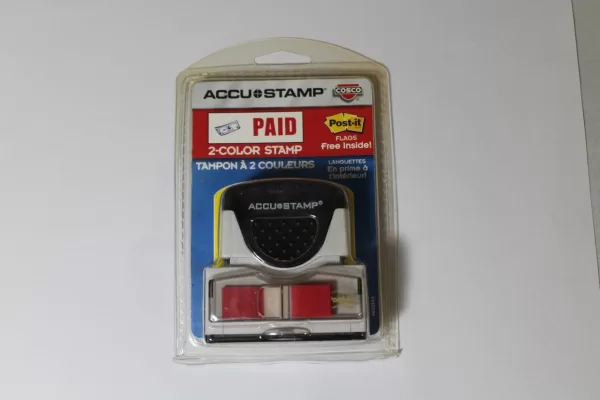 ACCU STAMP®
COSCO
PAID
Post-it
FLAGS
Free Inside!
2-COLOR STAMP
TAMPON À 2 COULEURS
LANGUETTES
En prime à
l'intérieur!
ACCU STAMP®